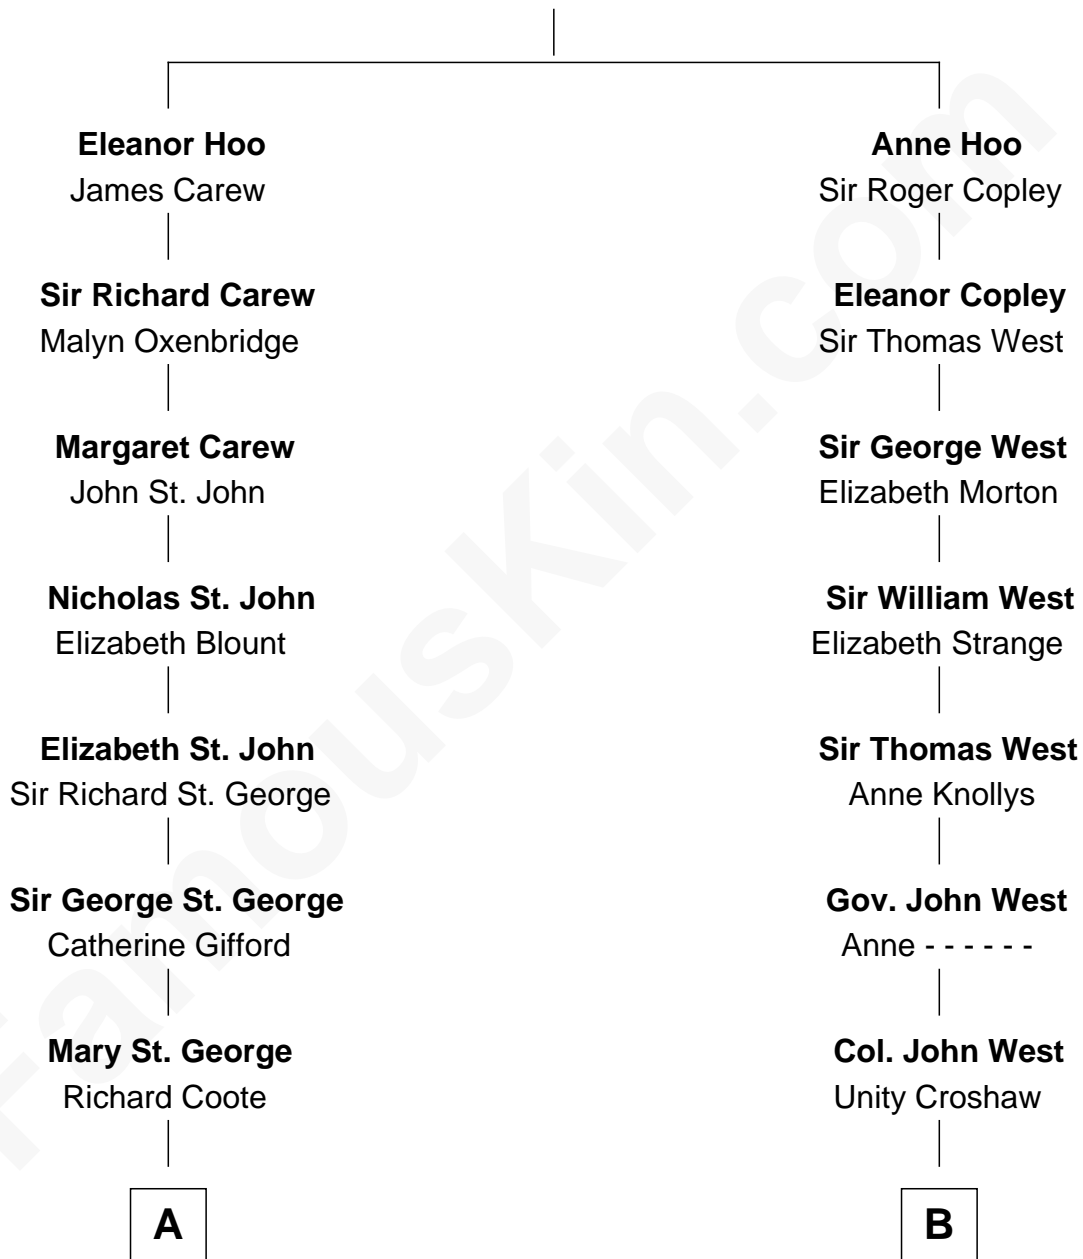 Eleanor Hoo
James Carew
Sir Richard Carew
Malyn Oxenbridge
Margaret Carew
John St. John
Nicholas St. John
Elizabeth Blount
Elizabeth St. John
Sir Richard St. George
Sir George St. George
Catherine Gifford
Mary St. George
Richard Coote
A
Anne Hoo
Sir Roger Copley
Eleanor Copley
Sir Thomas West
Sir George West
Elizabeth Morton
Sir William West
Elizabeth Strange
Sir Thomas West
Anne Knollys
Gov. John West
Anne - - - - - -
Col. John West
Unity Croshaw
B
FamousKin.com